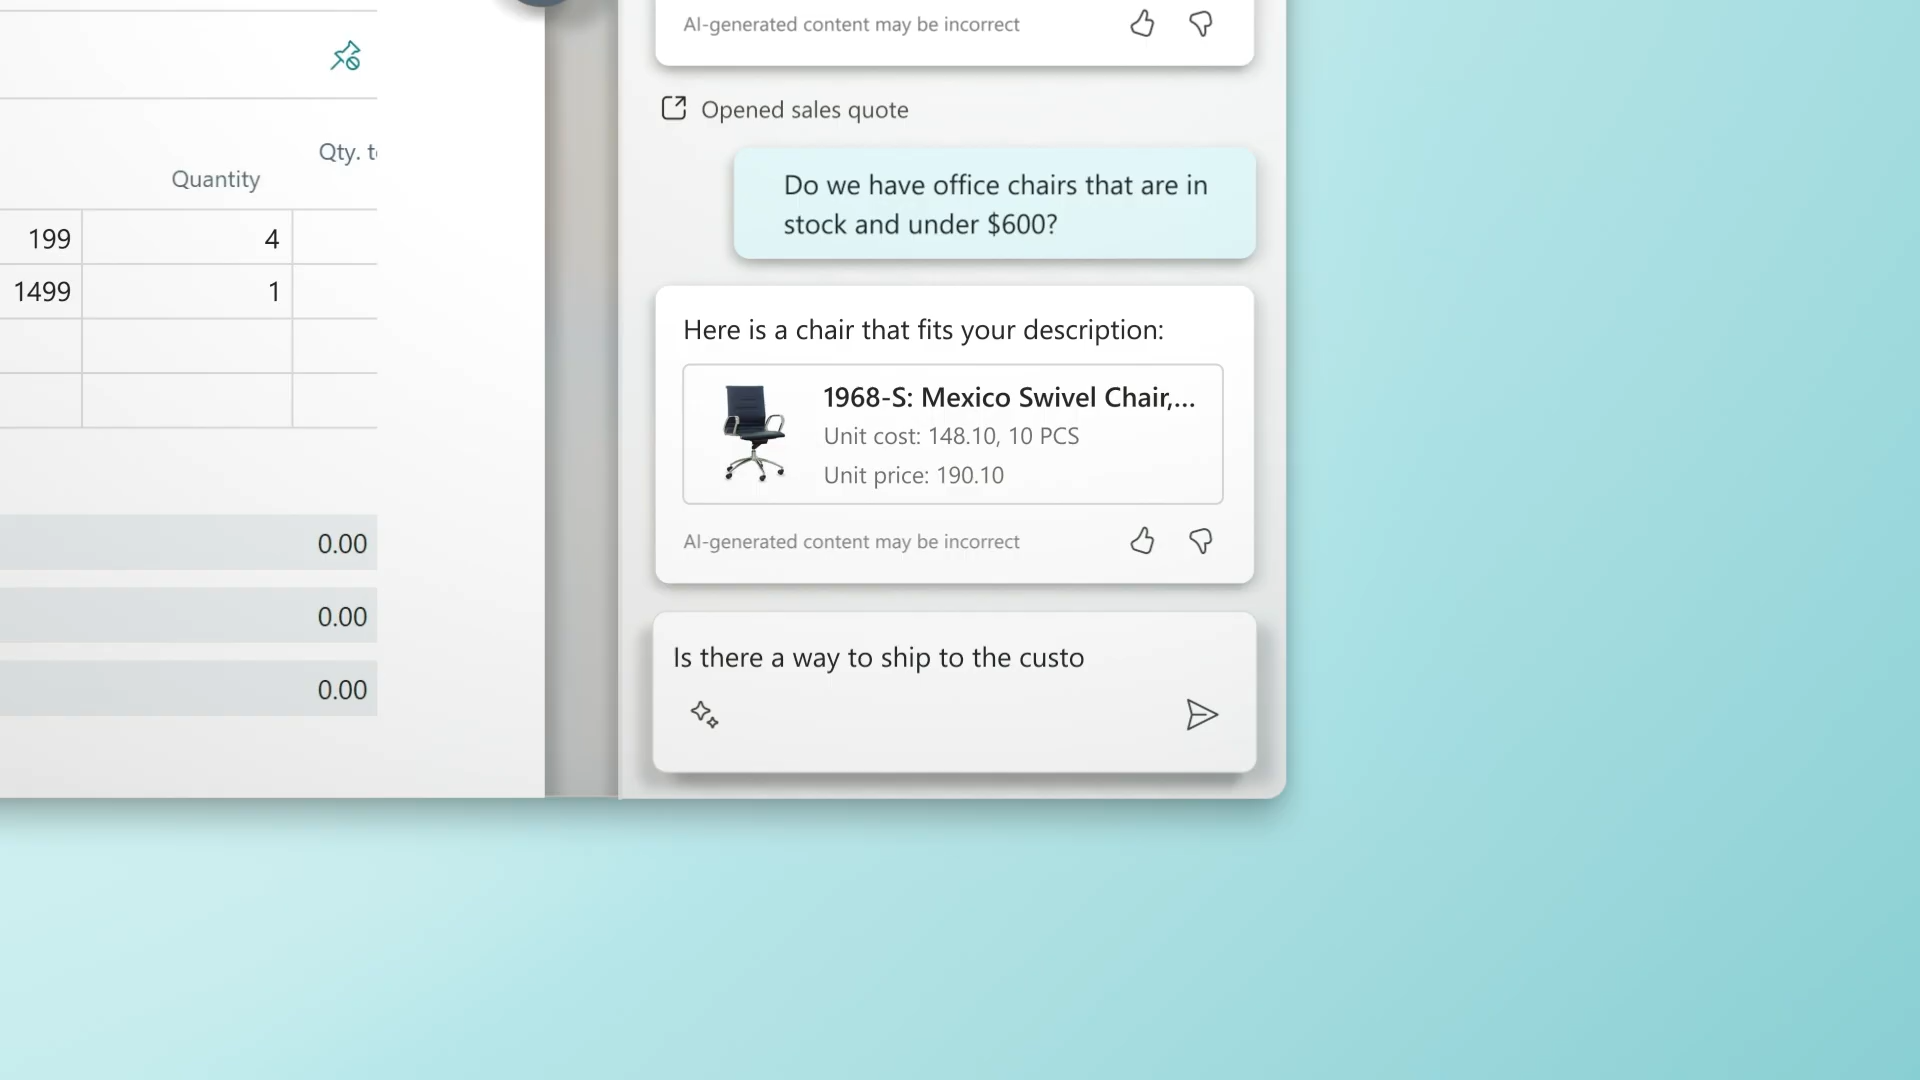 AI-generated content may be incorrect
Opened sales quote
Do we have office chairs that are in
stock and under $600?
Here is a chair that fits your description:
1968-S: Mexico Swivel Chair,...
Unit cost: 148.10, 10 PCS
Unit price: 190.10
AI-generated content may be incorrect
Is there a way to ship to the custo
Qty. t
Quantity
199 4
1499 1
0.00
0.00
0.00